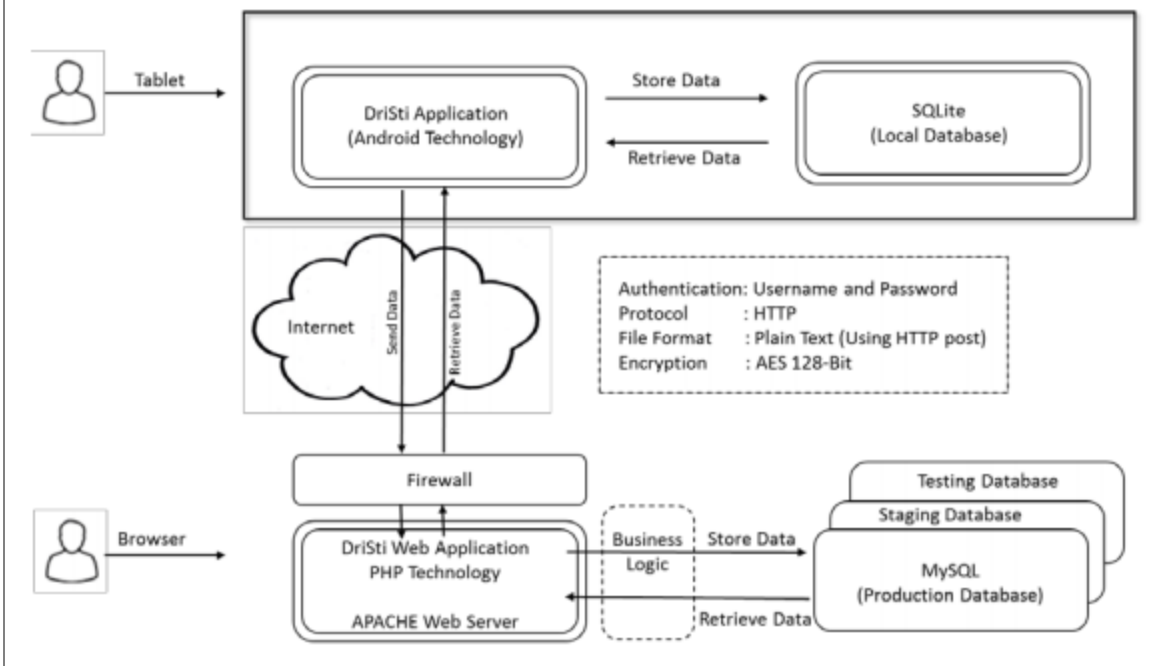 Tablet
DriSti Application
(Android Technology)
Store Data
Retrieve Data
SQLite
(Local Database)
Internet
Send Data
Retrieve Data
Authentication: Username and Password
Protocol : HTTP
File Format : Plain Text (Using HTTP post)
Encryption : AES 128-Bit
Firewall
Browser
DriSti Web Application
PHP Technology
APACHE Web Server
Business
Logic
Store Data
Retrieve Data
Testing Database
Staging Database
MySQL
(Production Database)